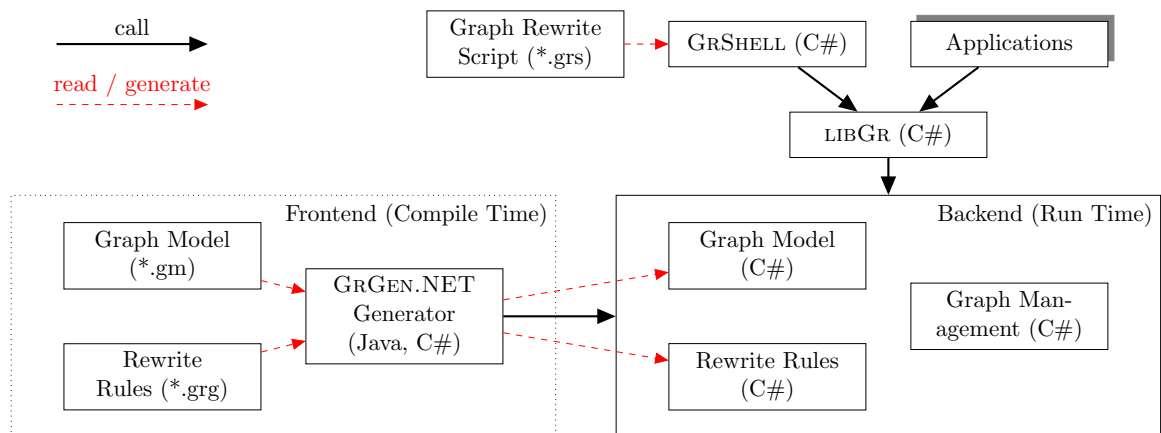 call
read / generate
Graph Rewrite
Script (*.grs)
GrShell (C#)
Applications
libGr (C#)
Frontend (Compile Time)
Graph Model
(*.gm)
GrGen.NET
Generator
(Java, C#)
Rewrite
Rules (*.grg)
Backend (Run Time)
Graph Model
(C#)
Graph Man-
agement (C#)
Rewrite Rules
(C#)